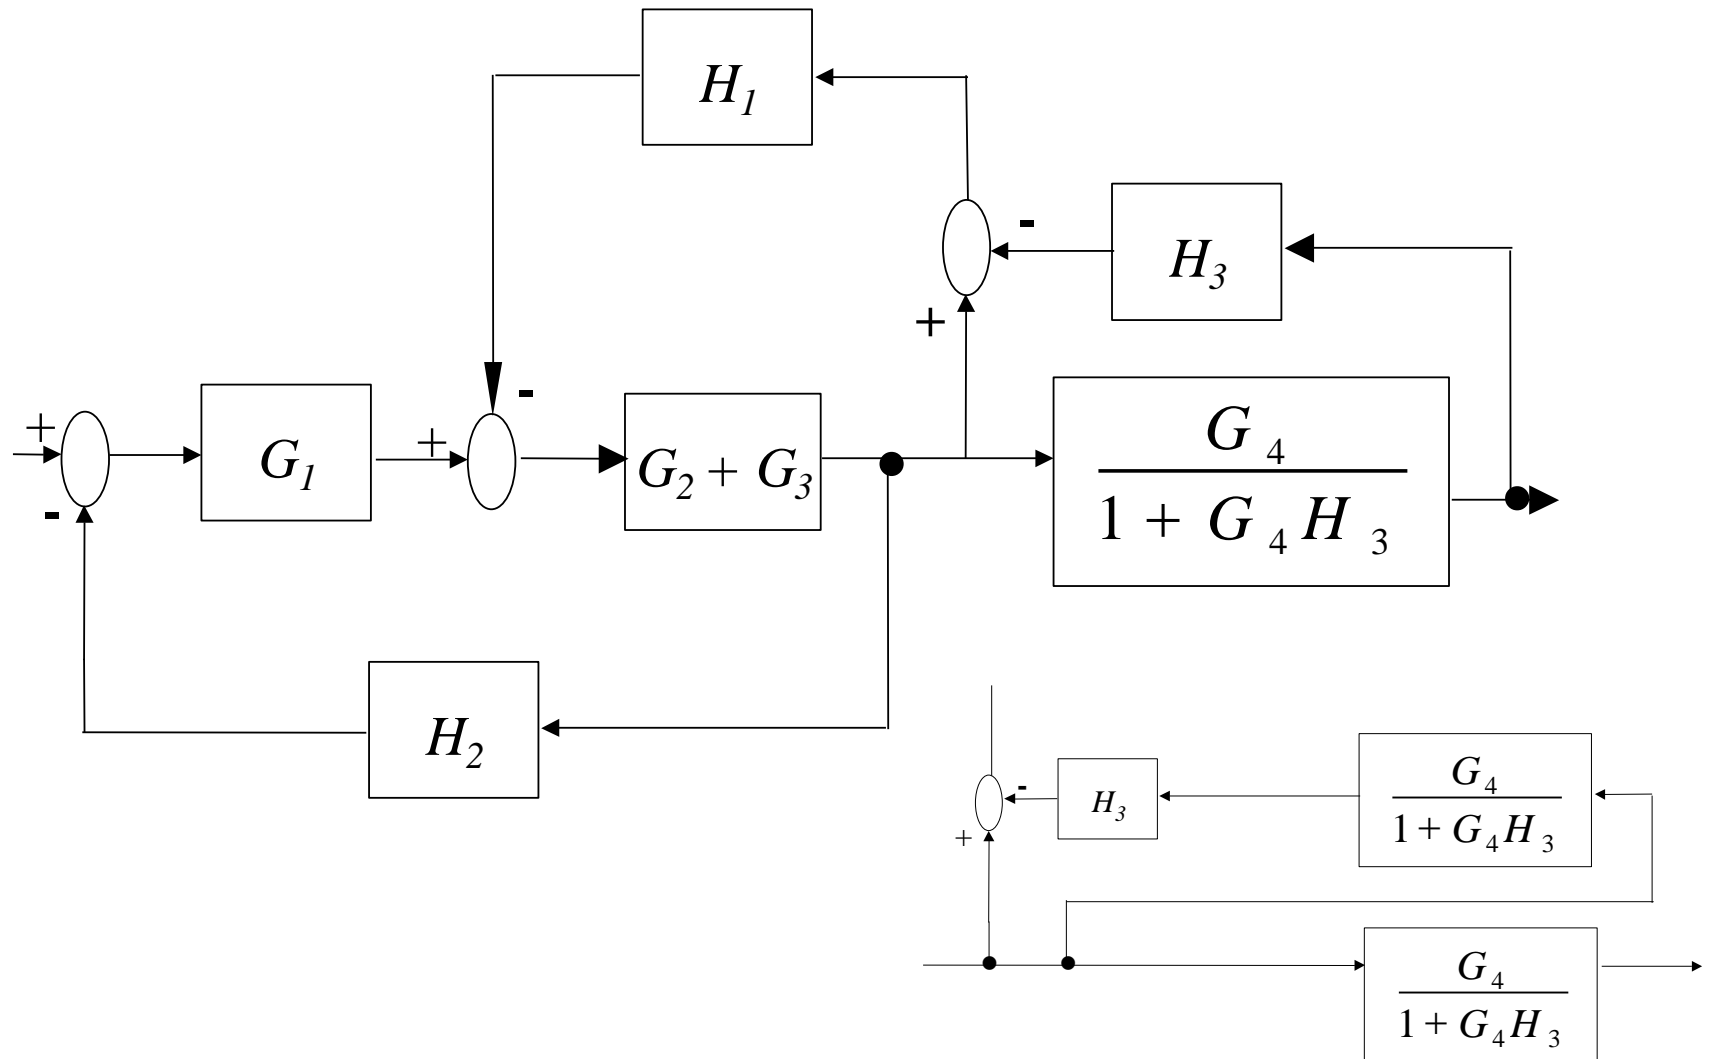 H1
-
H3
+
-
+
G1
+
G2 + G3
G4
1 + G4H3
-
H2
-
H3
G4
1 + G4H3
+
G4
1 + G4H3